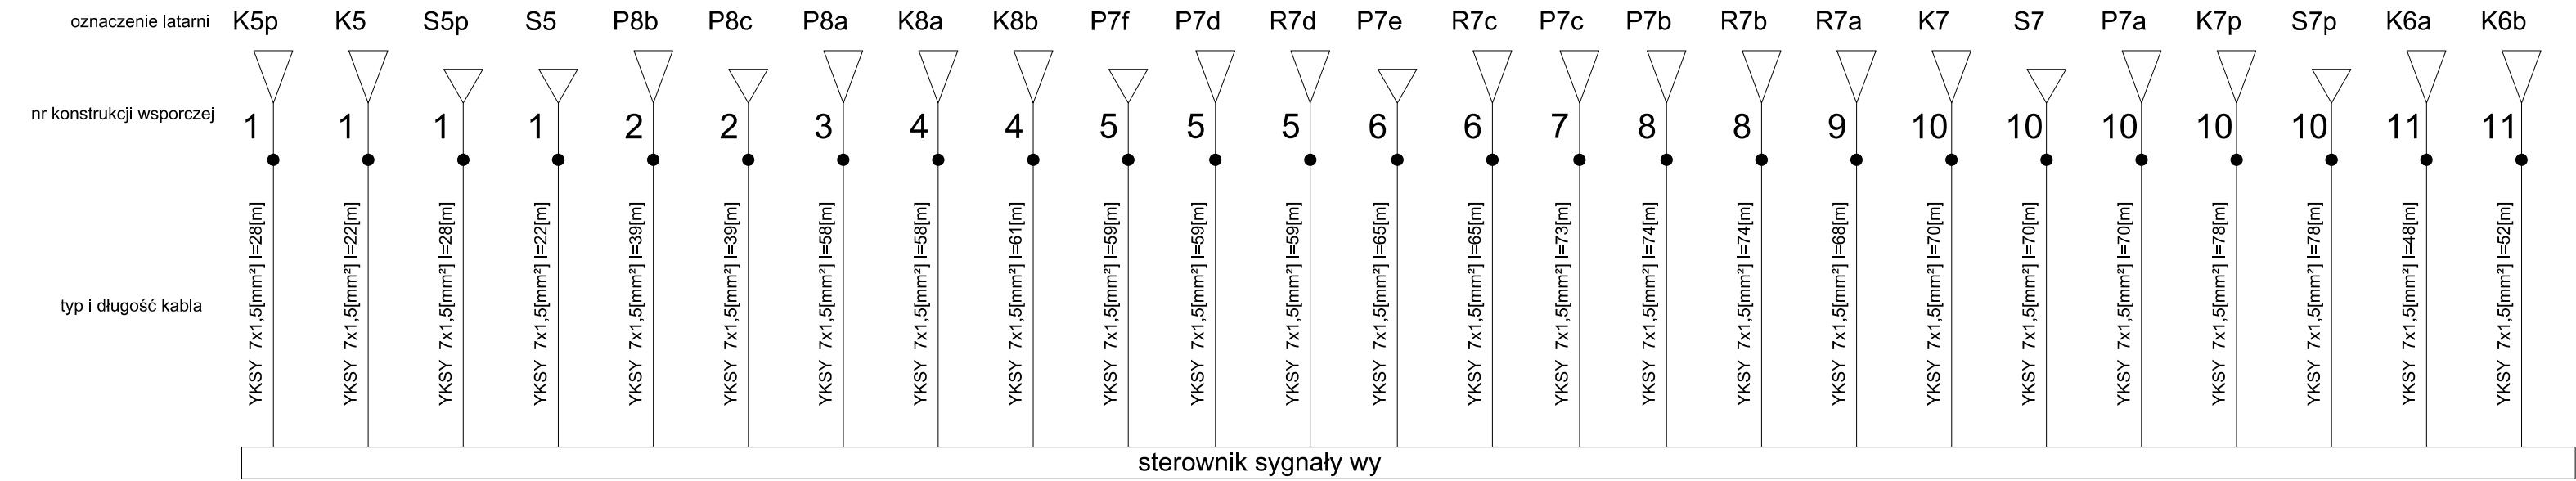 oznaczenie latarni K5p K5 S5p S5 P8b P8c P8a K8a K8b P7f P7d R7d P7e R7c P7c P7b R7b R7a K7 S7 P7a K7p S7p K6a K6b
nr konstrukcji wsporczej 1 1 1 1 2 2 3 4 4 5 5 5 6 6 7 8 8 9 10 10 10 10 10 11 11
typ i długość kabla
YKSY 7x1,5[mm²] l=28[m]
YKSY 7x1,5[mm²] l=22[m]
YKSY 7x1,5[mm²] l=28[m]
YKSY 7x1,5[mm²] l=22[m]
YKSY 7x1,5[mm²] l=39[m]
YKSY 7x1,5[mm²] l=39[m]
YKSY 7x1,5[mm²] l=58[m]
YKSY 7x1,5[mm²] l=58[m]
YKSY 7x1,5[mm²] l=61[m]
YKSY 7x1,5[mm²] l=59[m]
YKSY 7x1,5[mm²] l=59[m]
YKSY 7x1,5[mm²] l=59[m]
YKSY 7x1,5[mm²] l=65[m]
YKSY 7x1,5[mm²] l=65[m]
YKSY 7x1,5[mm²] l=73[m]
YKSY 7x1,5[mm²] l=74[m]
YKSY 7x1,5[mm²] l=74[m]
YKSY 7x1,5[mm²] l=68[m]
YKSY 7x1,5[mm²] l=70[m]
YKSY 7x1,5[mm²] l=70[m]
YKSY 7x1,5[mm²] l=70[m]
YKSY 7x1,5[mm²] l=78[m]
YKSY 7x1,5[mm²] l=78[m]
YKSY 7x1,5[mm²] l=48[m]
YKSY 7x1,5[mm²] l=52[m]
sterownik sygnały wy